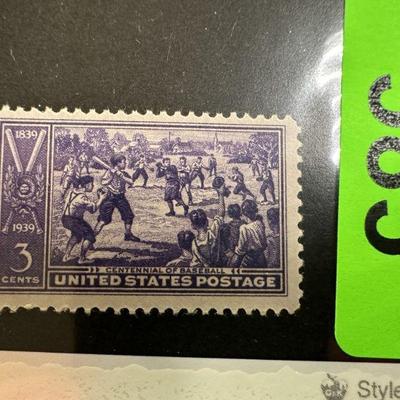 1839
1939
3
CENTS
CENTENNIAL OF BASEBALL
UNITED STATES POSTAGE
Style